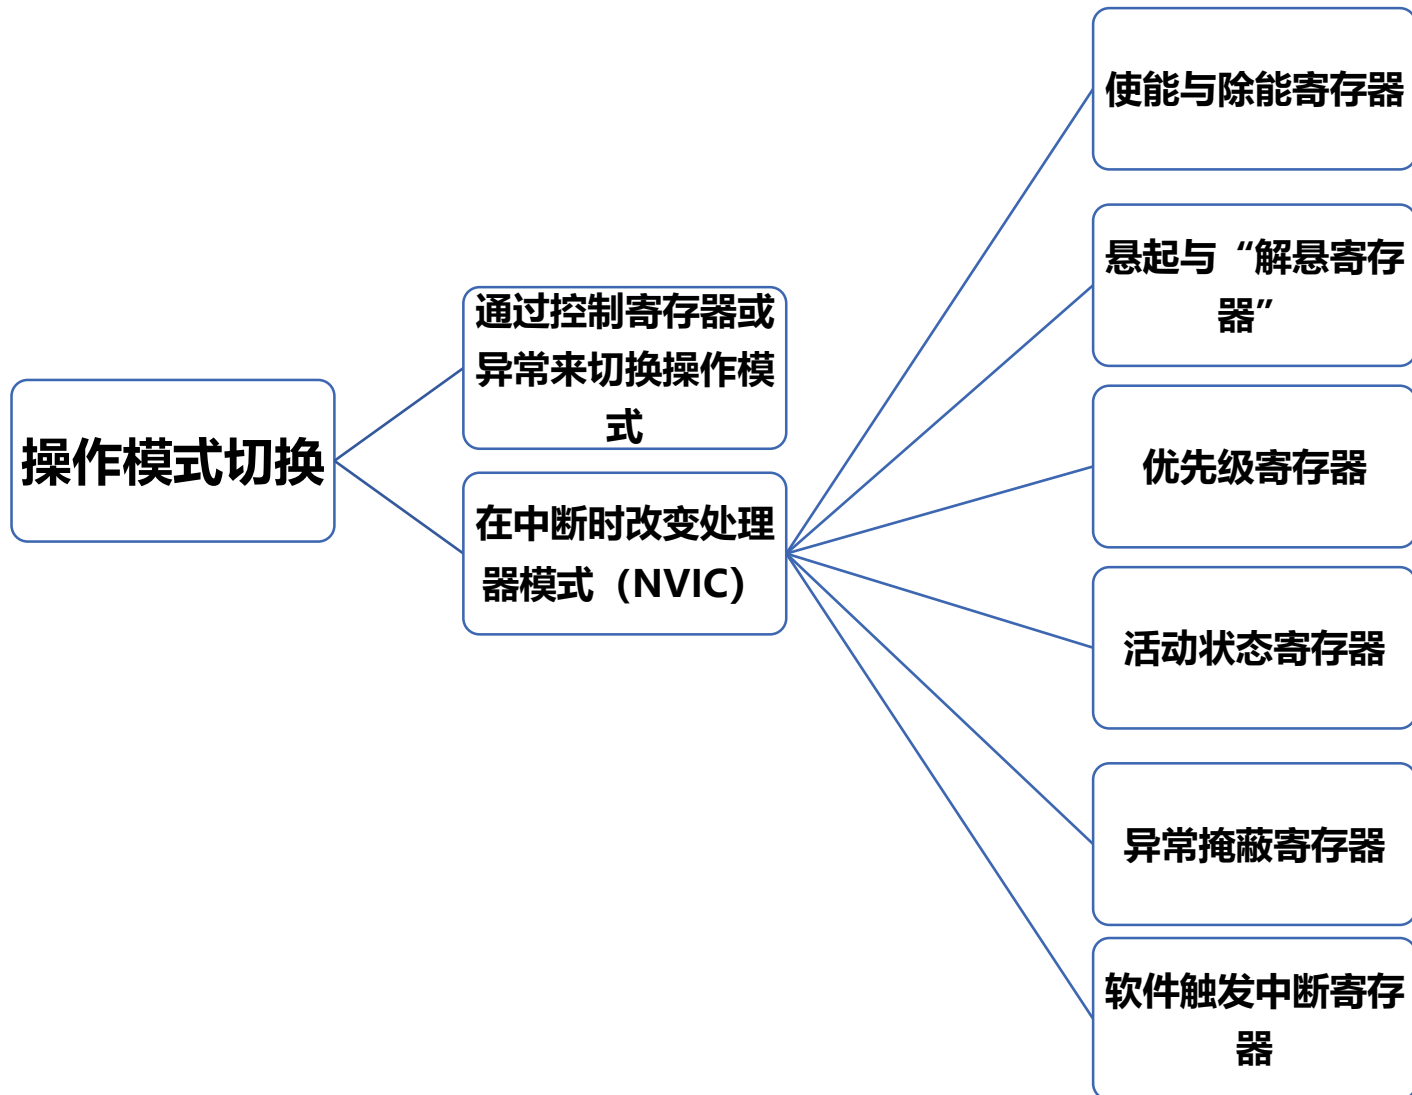 操作模式切换
通过控制寄存器或
异常来切换操作模
式
在中断时改变处理
器模式（NVIC）
使能与除能寄存器
悬起与“解悬寄存
器”
优先级寄存器
活动状态寄存器
异常掩蔽寄存器
软件触发中断寄存
器